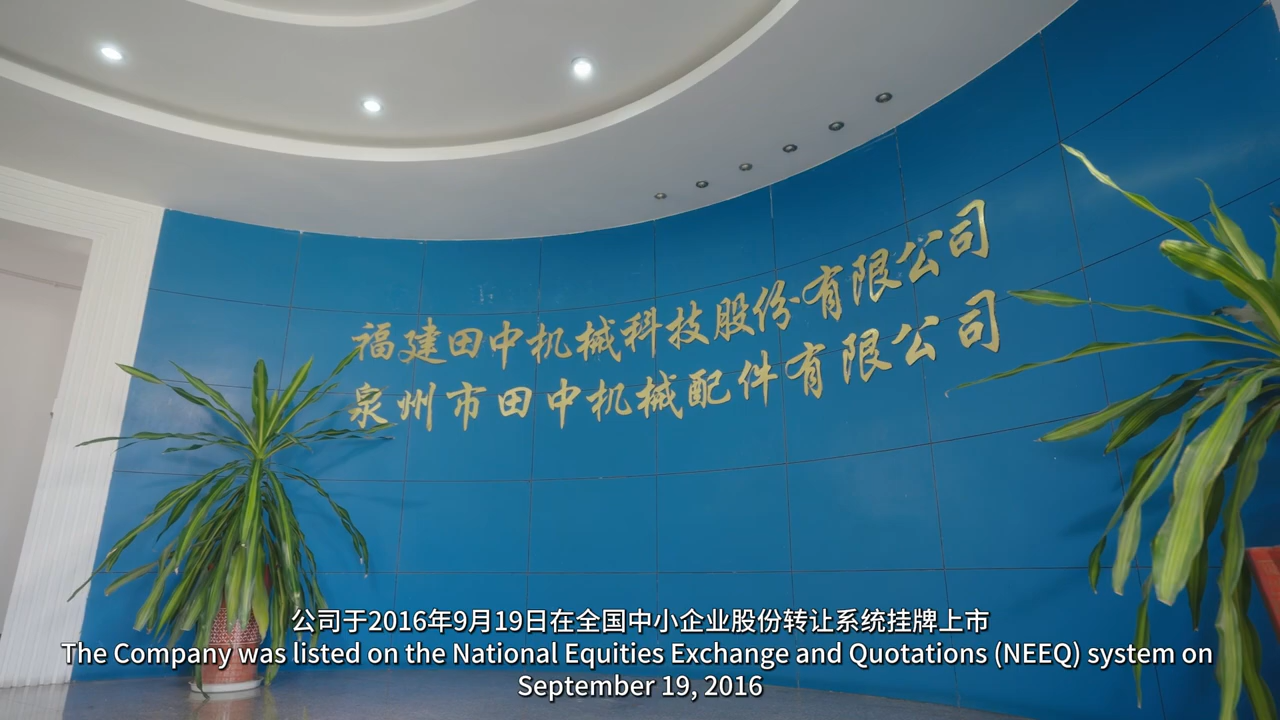 福建田中机械科技股份有限公司
泉州市田中机械配件有限公司
公司于2016年9月19日在全国中小企业股份转让系统挂牌上市
The Company was listed on the National Equities Exchange and Quotations (NEEQ) system on
September 19, 2016